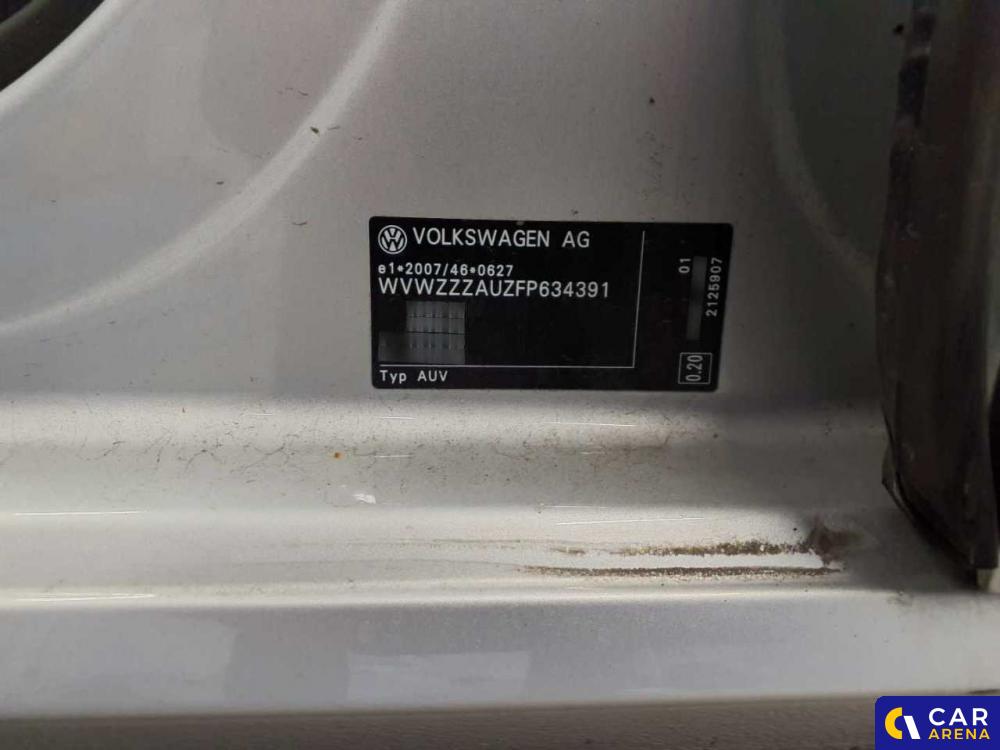 VOLKSWAGEN AG
e1*2007/46*0627
WVWZZZAUZFP634391
Typ AUV
01
2125907
0.20
CAR
ARENA